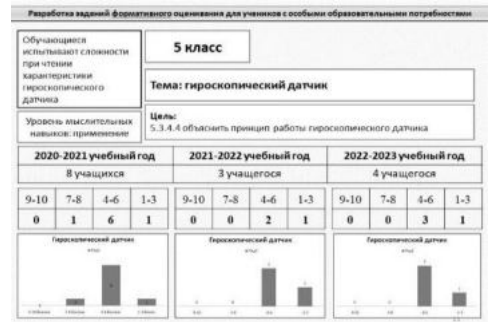 Разработка заданий формативного оценивания для учеников с особыми образовательными потребностями
Обучающиеся
испытывают сложности
при чтении
характеристики
гироскопического
датчика
5 класс
Тема: гироскопический датчик
Уровень мыслительных
навыков: применение
Цель:
5.3.4.4 объяснить принцип работы гироскопического датчика
2020-2021 учебный год
2021-2022 учебный год
2022-2023 учебный год
8 учащихся
3 учащегося
4 учащегося
9-10 7-8 4-6 1-3 9-10 7-8 4-6 1-3 9-10 7-8 4-6 1-3
0 1 6 1 0 0 2 1 0 0 3 1
Гироскопический датчик
Гироскопический датчик
Гироскопический датчик